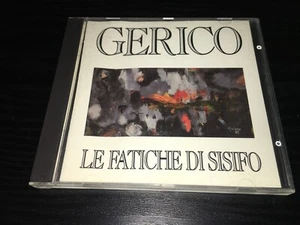 GERICO
LE FATICHE DI SISIFO